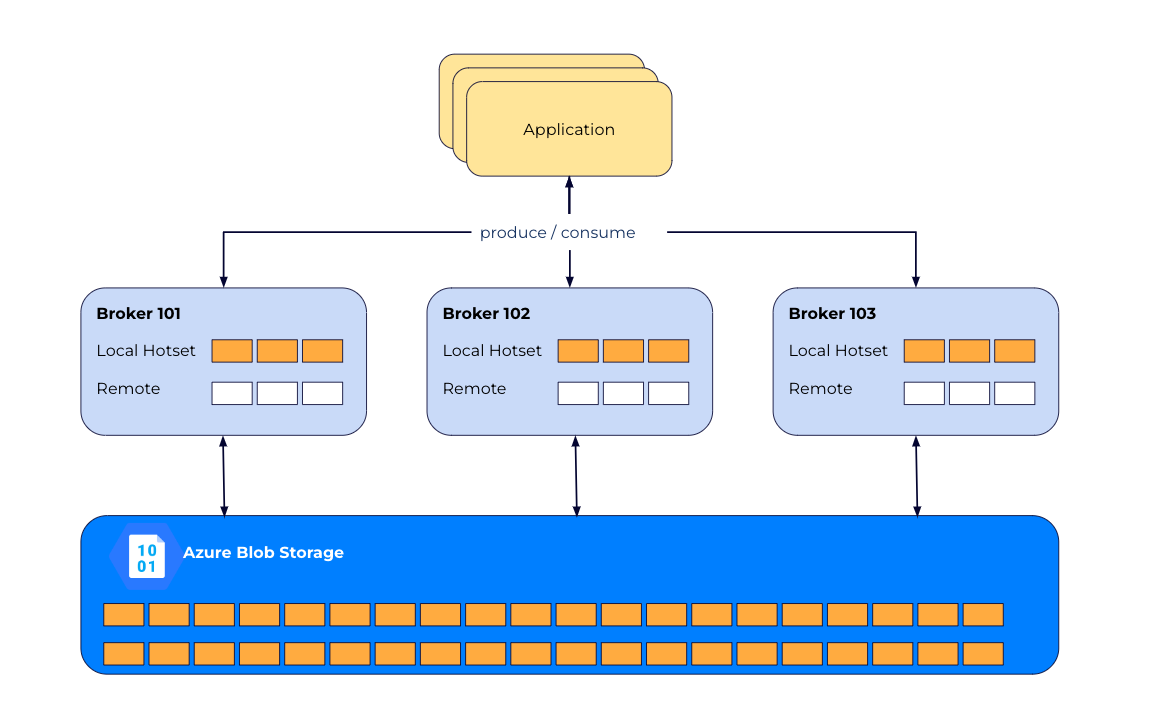 Application
produce / consume
Broker 101
Local Hotset
Remote
Broker 102
Local Hotset
Remote
Broker 103
Local Hotset
Remote
10
01
Azure Blob Storage